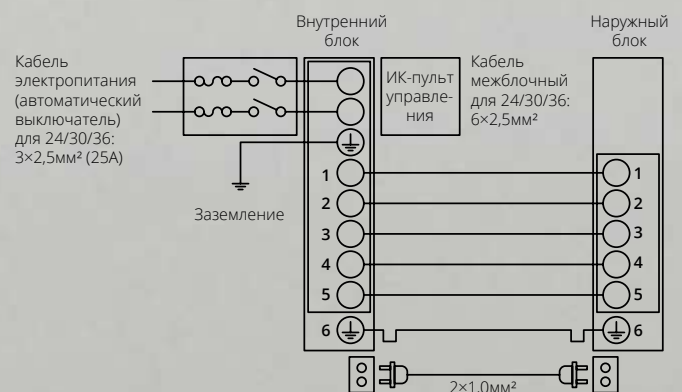 Внутренний
блок
Наружный
блок
Кабель
электропитания
(автоматический
выключатель)
для 24/30/36:
3×2,5мм² (25А)
ИК-пульт
управле-
ния
Кабель
межблочный
для 24/30/36:
6×2,5мм²
Заземление
1
2
3
4
5
6
1
2
3
4
5
6
2×1,0мм²